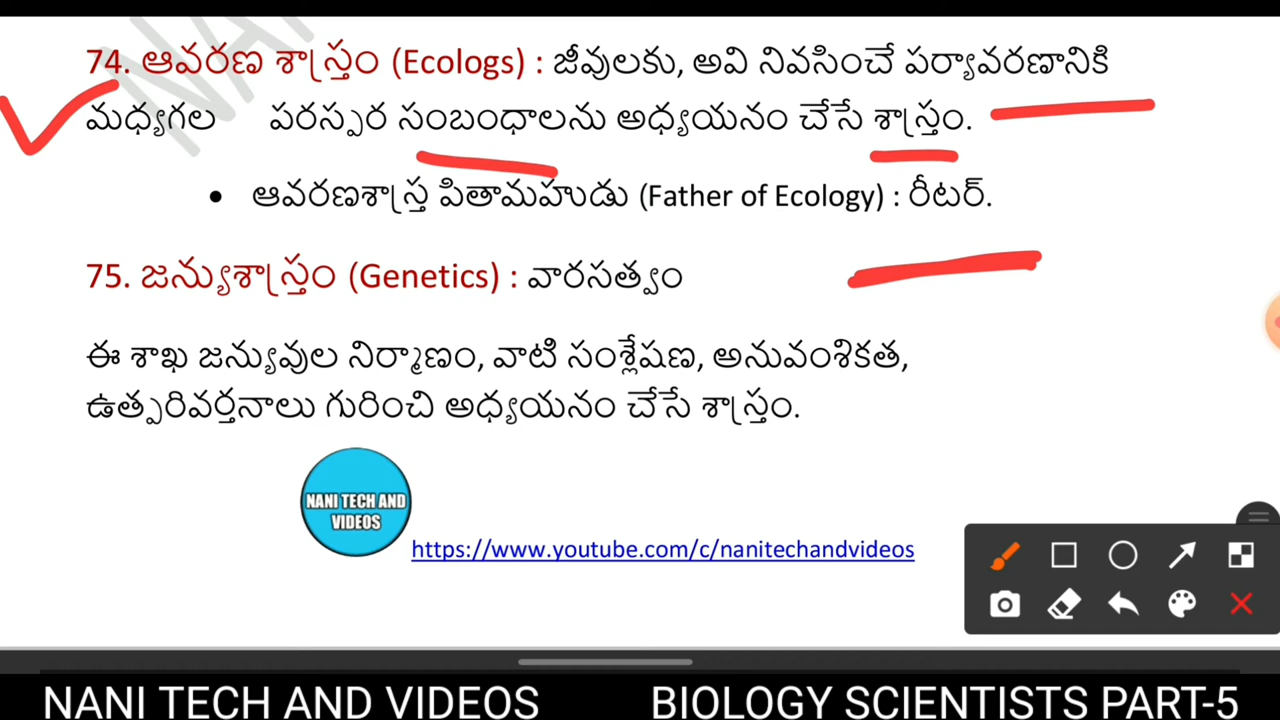 NAN
74. ఆవరణ శాస్త్రం (Ecologs) : జీవులకు, అవి నివసించే పర్యావరణానికి
మధ్యగల పరస్పర సంబంధాలను అధ్యయనం చేసే శాస్త్రం.
• ఆవరణశాస్త్ర పితామహుడు (Father of Ecology) : రీటర్.
75. జన్యుశాస్త్రం (Genetics) : వారసత్వం
ఈ శాఖ జన్యువుల నిర్మాణం, వాటి సంశ్లేషణ, అనువంశికత,
ఉత్పరివర్తనాలు గురించి అధ్యయనం చేసే శాస్త్రం.
NANI TECH AND
VIDEOS
https://www.youtube.com/c/nanitechandvideos
NANI TECH AND VIDEOS BIOLOGY SCIENTISTS PART-5